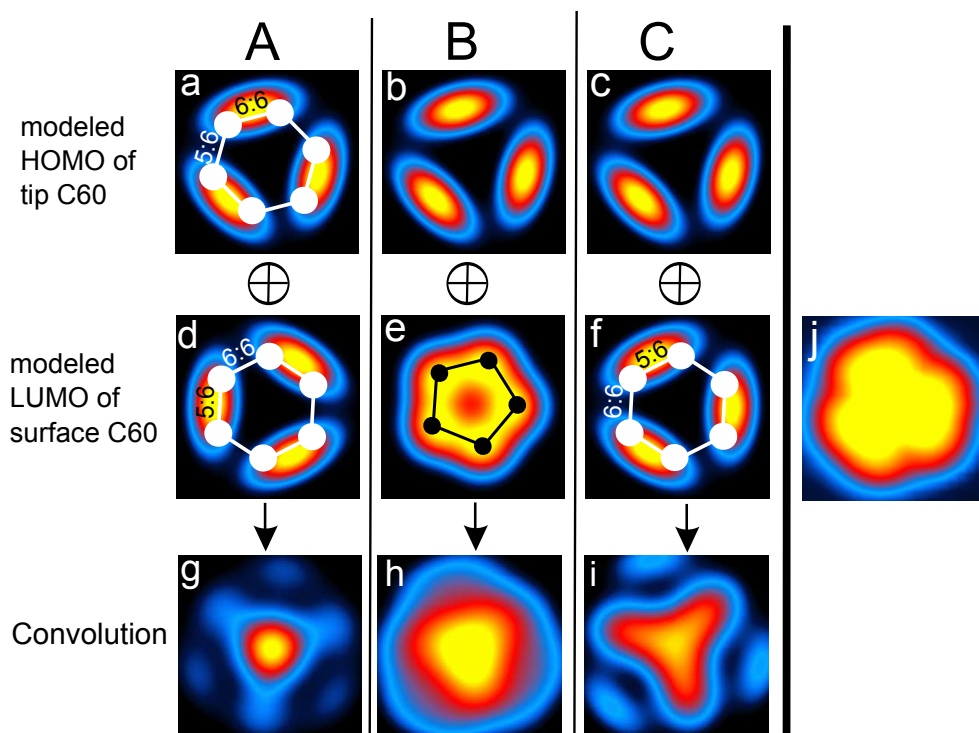 A B C
a b c
6:6
5:6
modeled
HOMO of
tip C60
d e f j
6:6 5:6
5:6 6:6
modeled
LUMO of
surface C60
g h i
Convolution